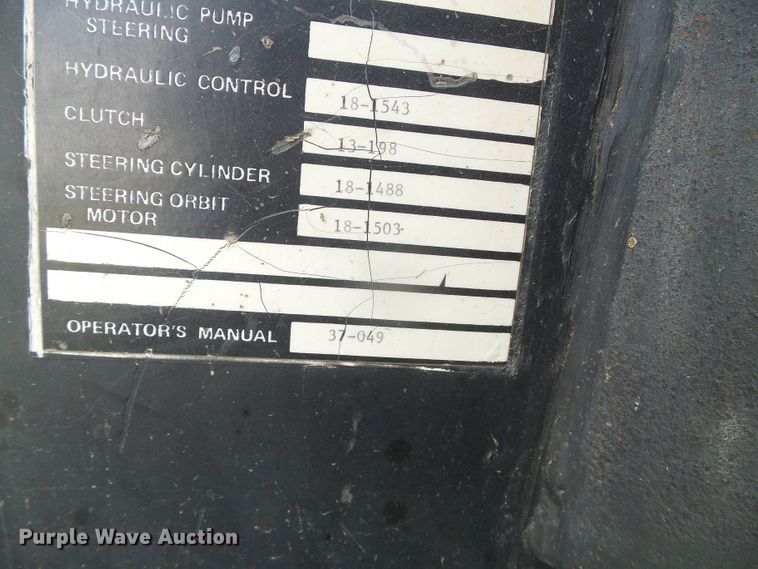 HYDRAULIC PUMP
STEERING
HYDRAULIC CONTROL 18-1543
CLUTCH 13-198
STEERING CYLINDER 18-1488
STEERING ORBIT
MOTOR 18-1503
OPERATOR'S MANUAL 37-049
Purple Wave Auction